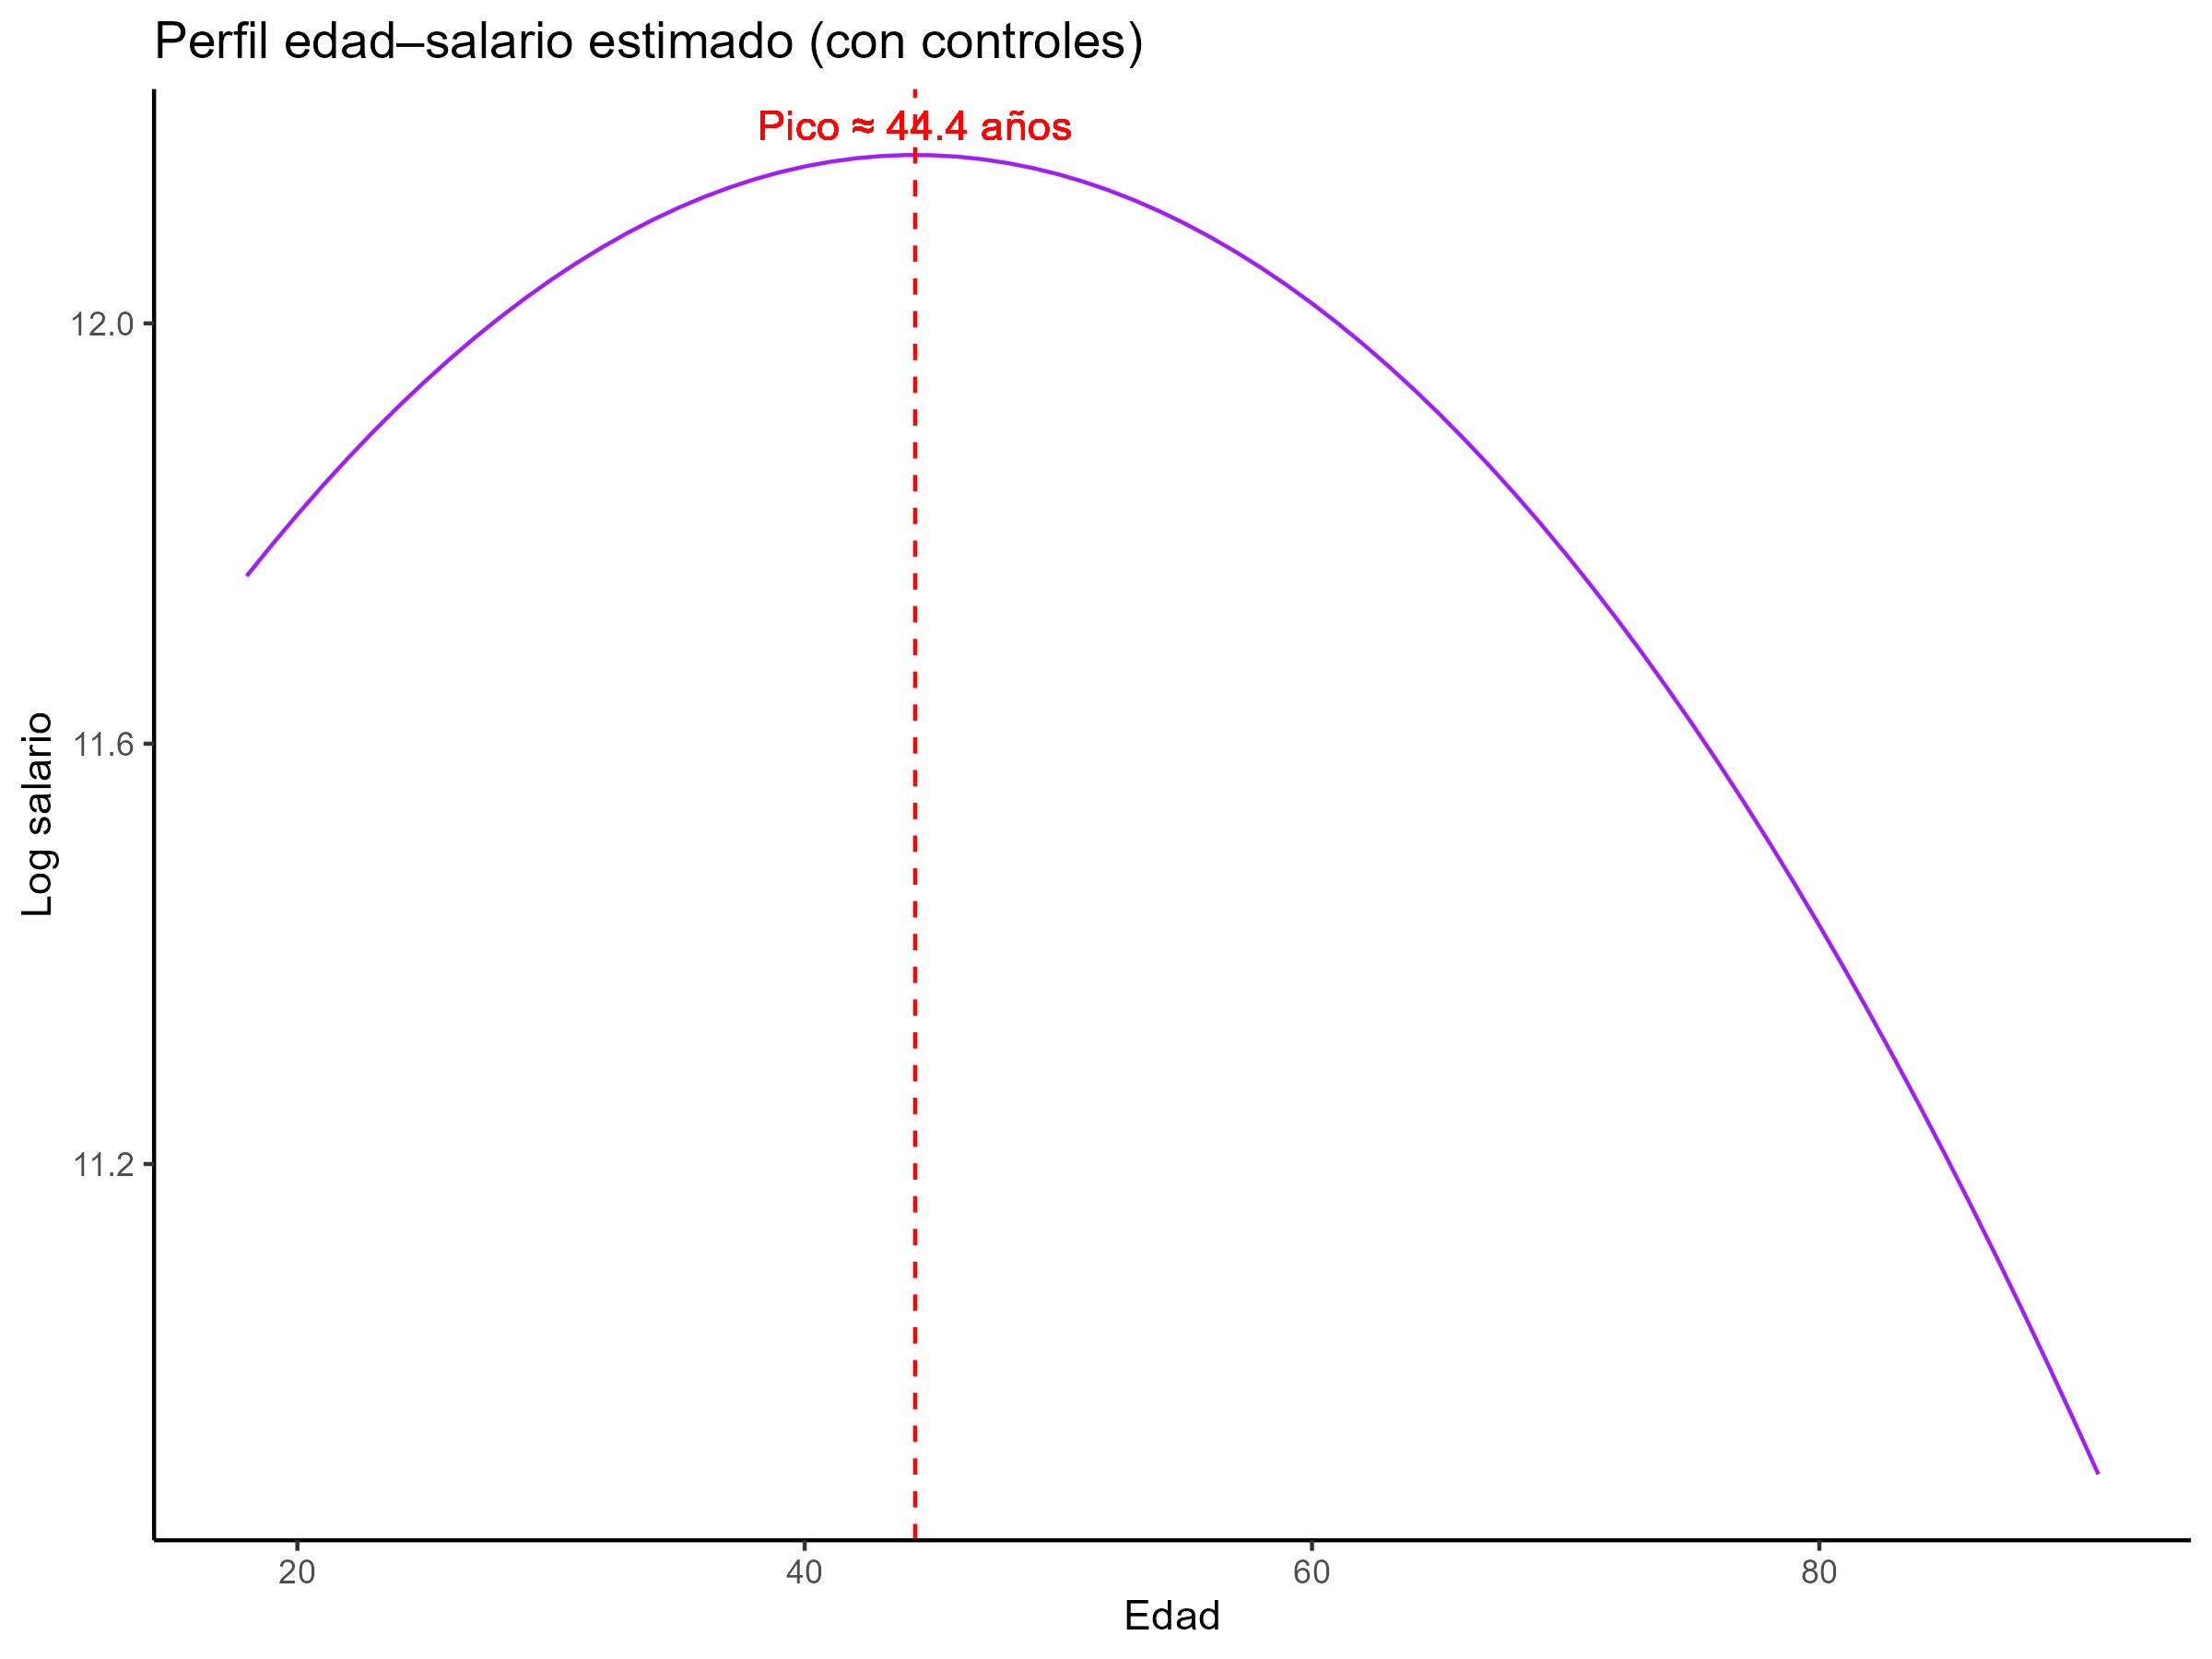 Perfil edad–salario estimado (con controles)
Pico ≈ 44.4 años
12.0
11.6
11.2
Log salario
20 40 60 80
Edad